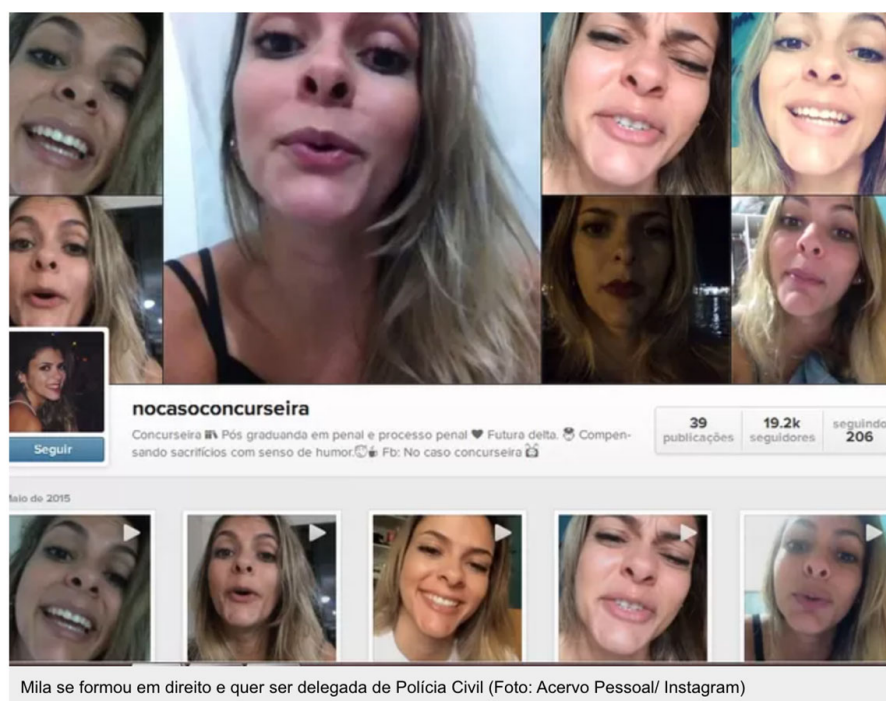 nocasoconcurseira
Concurseira Pós graduanda em penal e processo penal ❤ Futura delta. Compen-
sando sacrifícios com senso de humor. Fb: No caso concurseira
39
publicações
19.2k
seguidores
seguindo
206
Seguir
Maio de 2015
Mila se formou em direito e quer ser delegada de Polícia Civil (Foto: Acervo Pessoal/ Instagram)